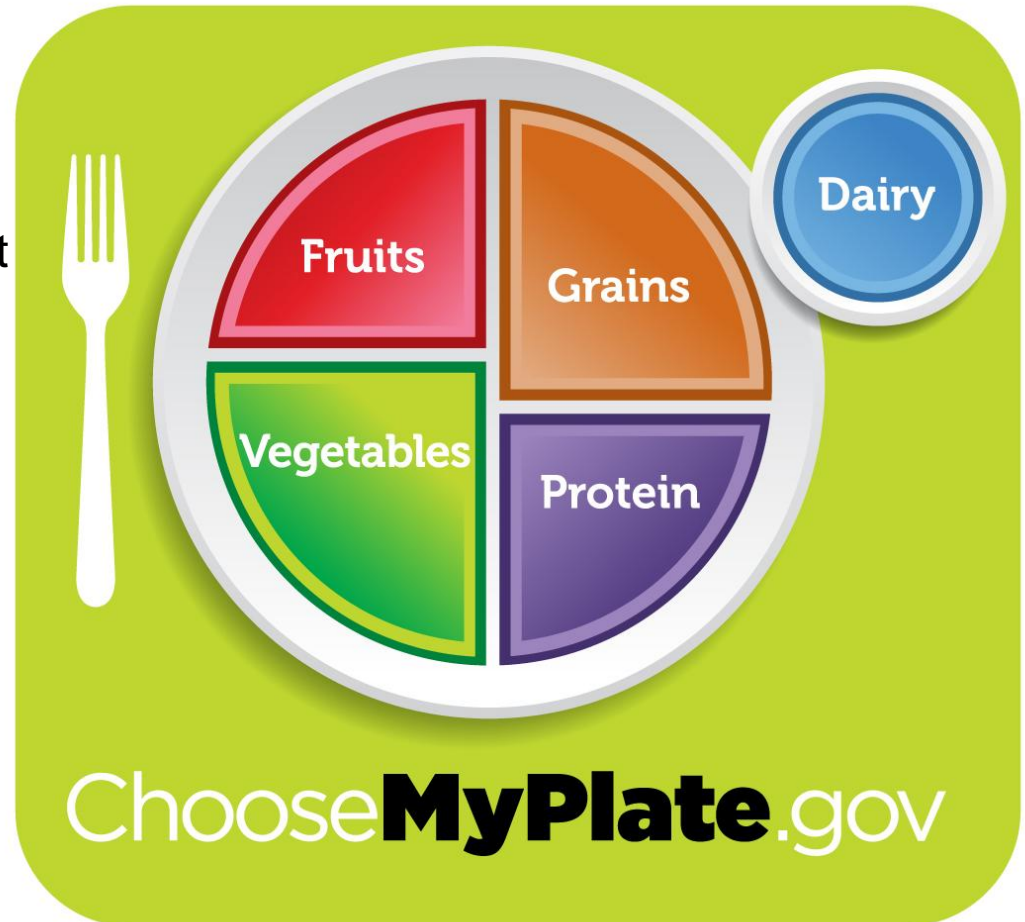 Fruits
Grains
Dairy
Vegetables
Protein
ChooseMyPlate.gov
t